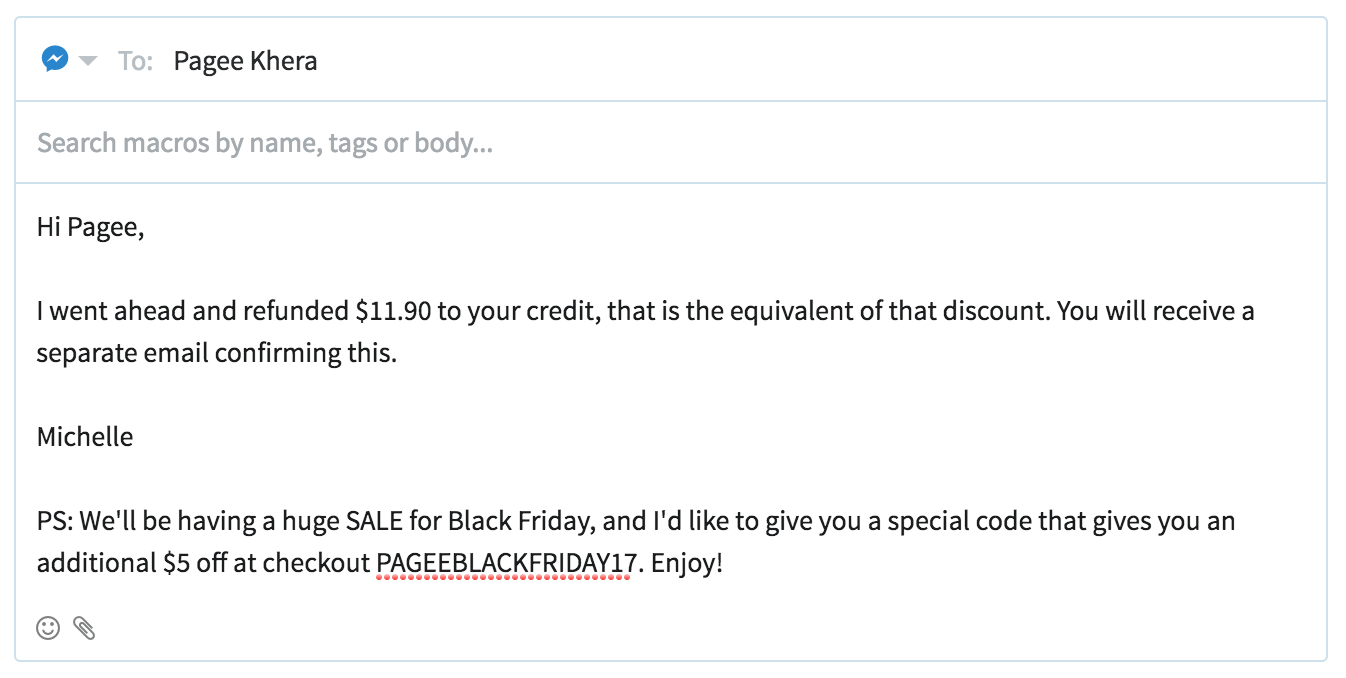 To: Pagee Khera
Search macros by name, tags or body...
Hi Pagee,
I went ahead and refunded $11.90 to your credit, that is the equivalent of that discount. You will receive a
separate email confirming this.
Michelle
PS: We'll be having a huge SALE for Black Friday, and I'd like to give you a special code that gives you an
additional $5 off at checkout PAGEEBLACKFRIDAY17. Enjoy!